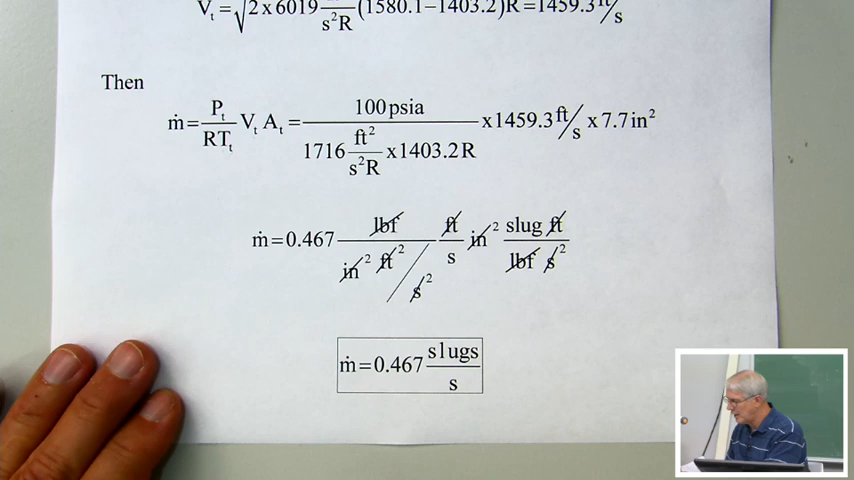 V_t = √2 x 6019 ft²/s²R (1580.1 − 1403.2)R = 1459.3 ft/s
Then
ṁ = P_t/RT_t V_t A_t = 100 psia/(1716 ft²/s²R x 1403.2 R) x 1459.3 ft/s x 7.7 in²
ṁ = 0.467 lbf/(in² ft²/s²) ft/s in² slug ft/lbf s²
ṁ = 0.467 slugs/s